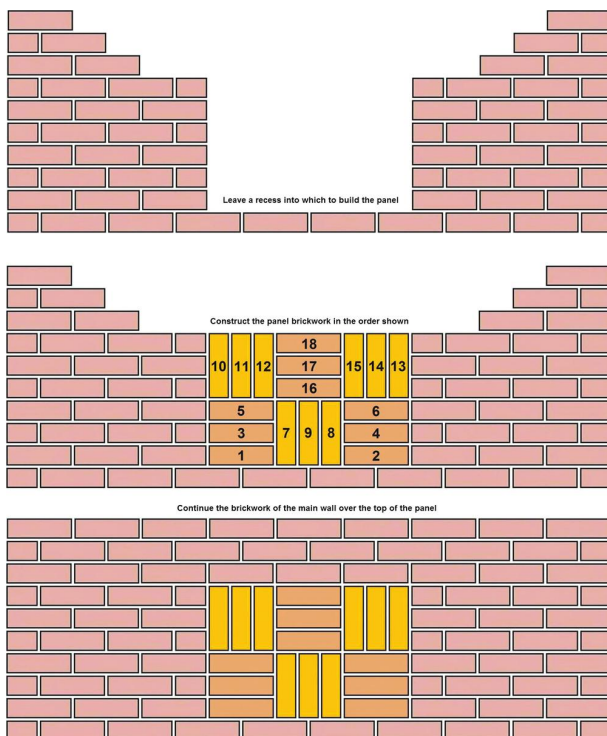 Leave a recess into which to build the panel
Construct the panel brickwork in the order shown
18
10 11 12 17 15 14 13
16
5 6
3 7 9 8 4
1 2
Continue the brickwork of the main wall over the top of the panel